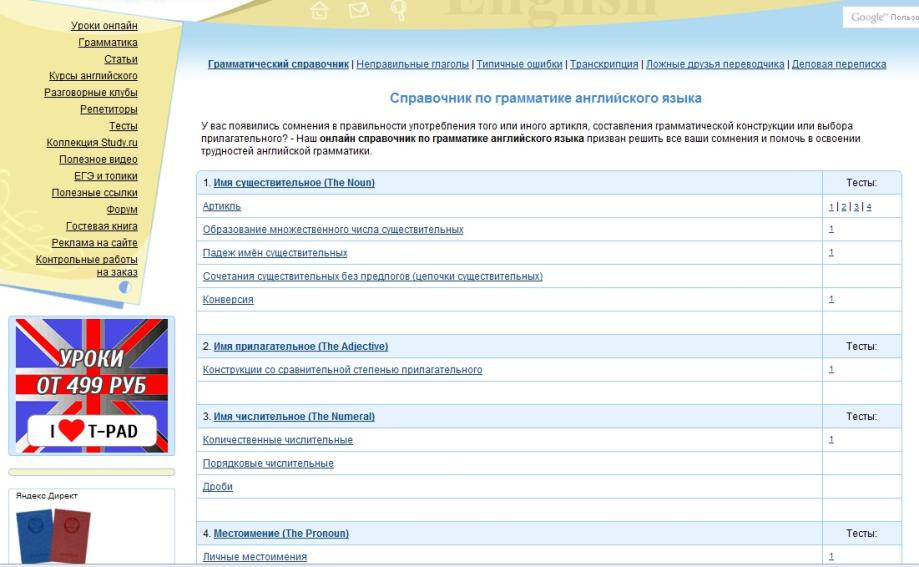 English
Google™ Пользо
Уроки онлайн
Грамматика
Статьи
Курсы английского
Разговорные клубы
Репетиторы
Тесты
Коллекция Study.ru
Полезное видео
ЕГЭ и топики
Полезные ссылки
Форум
Гостевая книга
Реклама на сайте
Контрольные работы
на заказ
УРОКИ
ОТ 499 РУБ
I T-PAD
Яндекс.Директ
Грамматический справочник | Неправильные глаголы | Типичные ошибки | Транскрипция | Ложные друзья переводчика | Деловая переписка
Справочник по грамматике английского языка
У вас появились сомнения в правильности употребления того или иного артикля, составления грамматической конструкции или выбора
прилагательного? - Наш онлайн справочник по грамматике английского языка призван решить все ваши сомнения и помочь в освоении
трудностей английской грамматики.
1. Имя существительное (The Noun) Тесты:
Артикль 1 | 2 | 3 | 4
Образование множественного числа существительных 1
Падеж имён существительных 1
Сочетания существительных без предлогов (цепочки существительных)
Конверсия 1
2. Имя прилагательное (The Adjective) Тесты:
Конструкции со сравнительной степенью прилагательного 1
3. Имя числительное (The Numeral) Тесты:
Количественные числительные 1
Порядковые числительные
Дроби
4. Местоимение (The Pronoun) Тесты:
Личные местоимения 1